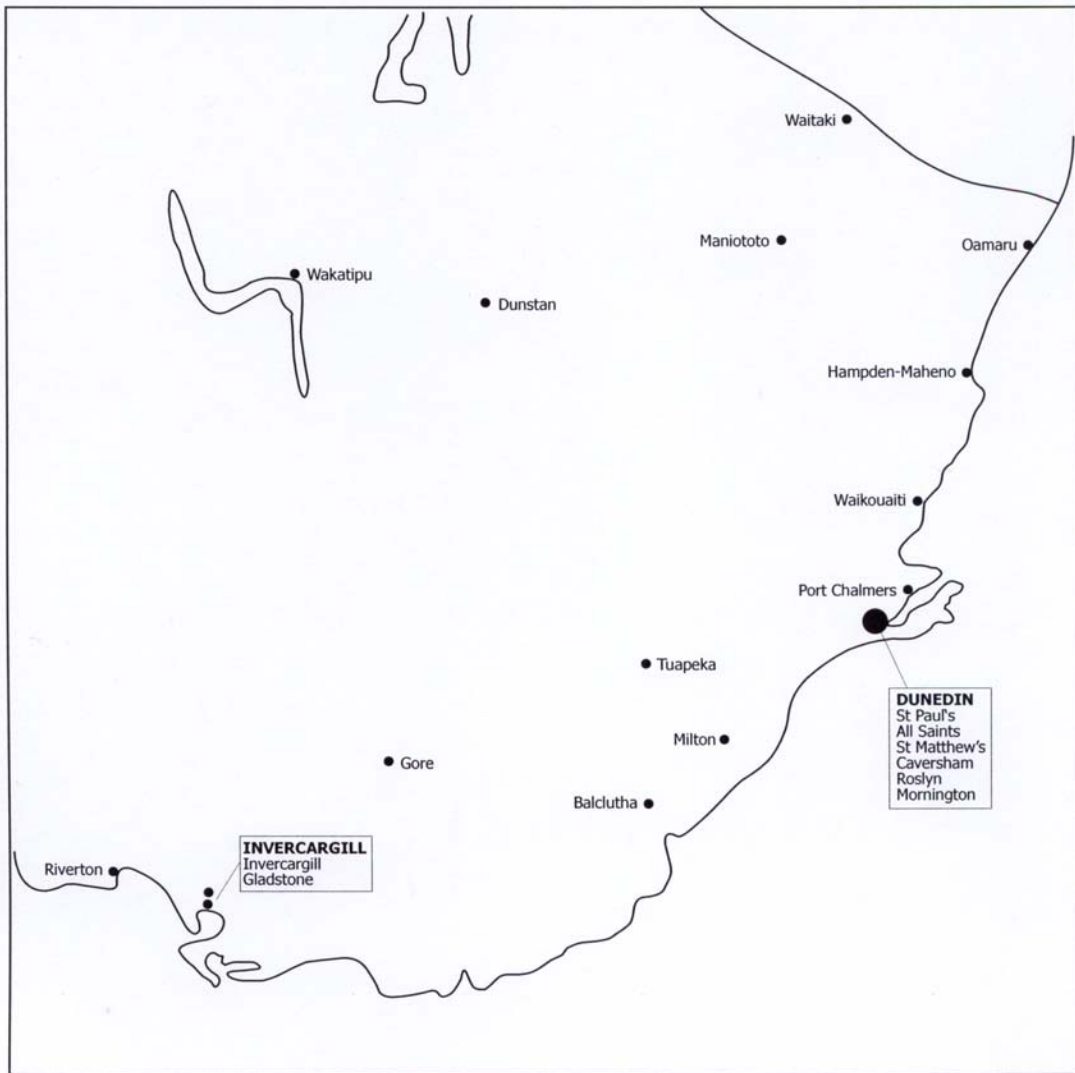 Waitaki
Maniototo
Oamaru
Wakatipu
Dunstan
Hampden-Maheno
Waikouaiti
Port Chalmers
Tuapeka
DUNEDIN
St Paul's
All Saints
St Matthew's
Caversham
Roslyn
Mornington
Milton
Gore
Balclutha
INVERCARGILL
Invercargill
Gladstone
Riverton